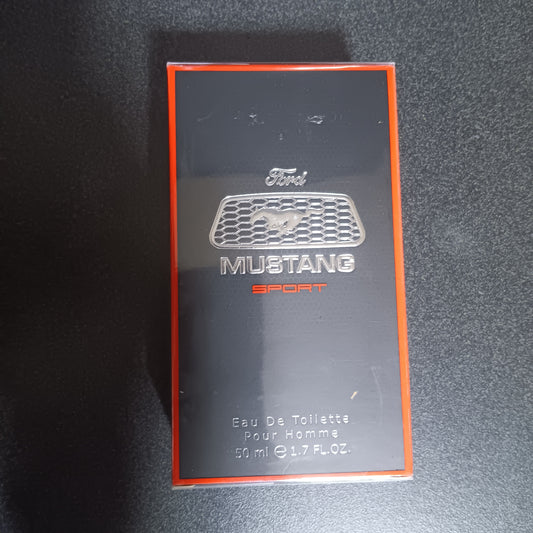 Ford
MUSTANG
SPORT
Eau De Toilette
Pour Homme
50 ml ℮ 1.7 FL.OZ.